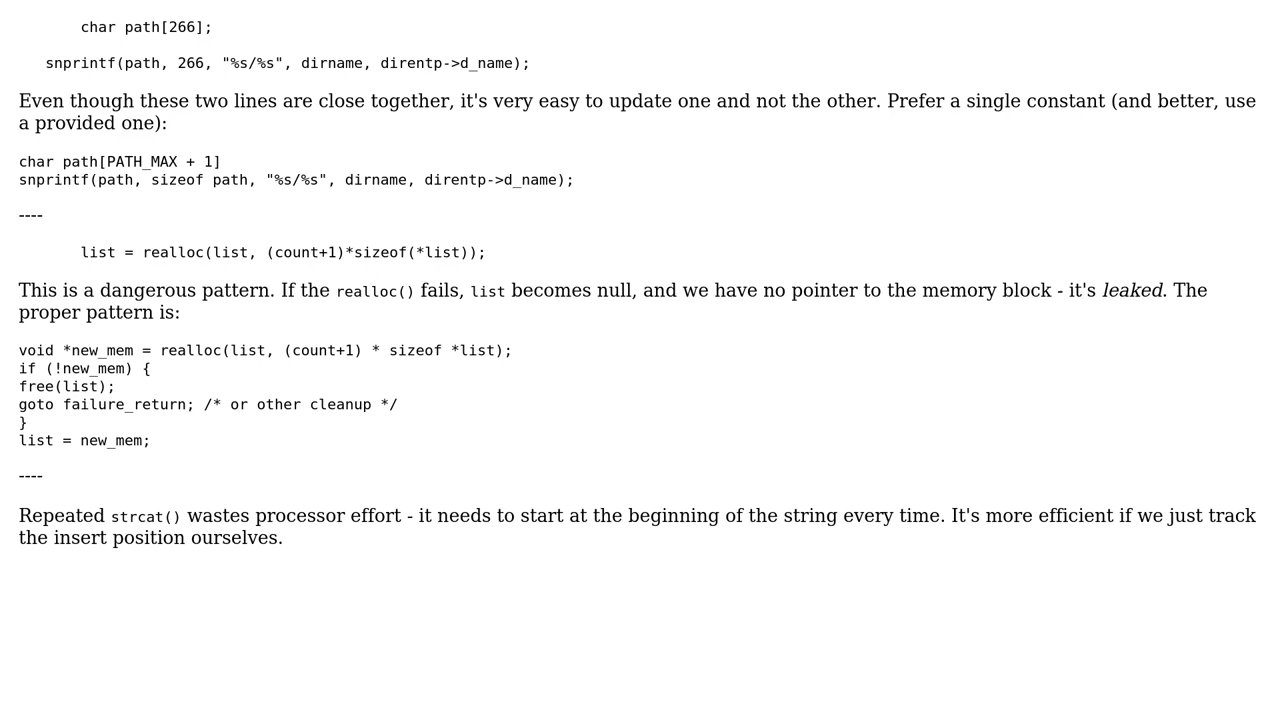 char path[266];
snprintf(path, 266, "%s/%s", dirname, direntp->d_name);
Even though these two lines are close together, it's very easy to update one and not the other. Prefer a single constant (and better, use
a provided one):
char path[PATH_MAX + 1]
snprintf(path, sizeof path, "%s/%s", dirname, direntp->d_name);
----
list = realloc(list, (count+1)*sizeof(*list));
This is a dangerous pattern. If the realloc() fails, list becomes null, and we have no pointer to the memory block - it's leaked. The
proper pattern is:
void *new_mem = realloc(list, (count+1) * sizeof *list);
if (!new_mem) {
free(list);
goto failure_return; /* or other cleanup */
}
list = new_mem;
----
Repeated strcat() wastes processor effort - it needs to start at the beginning of the string every time. It's more efficient if we just track
the insert position ourselves.